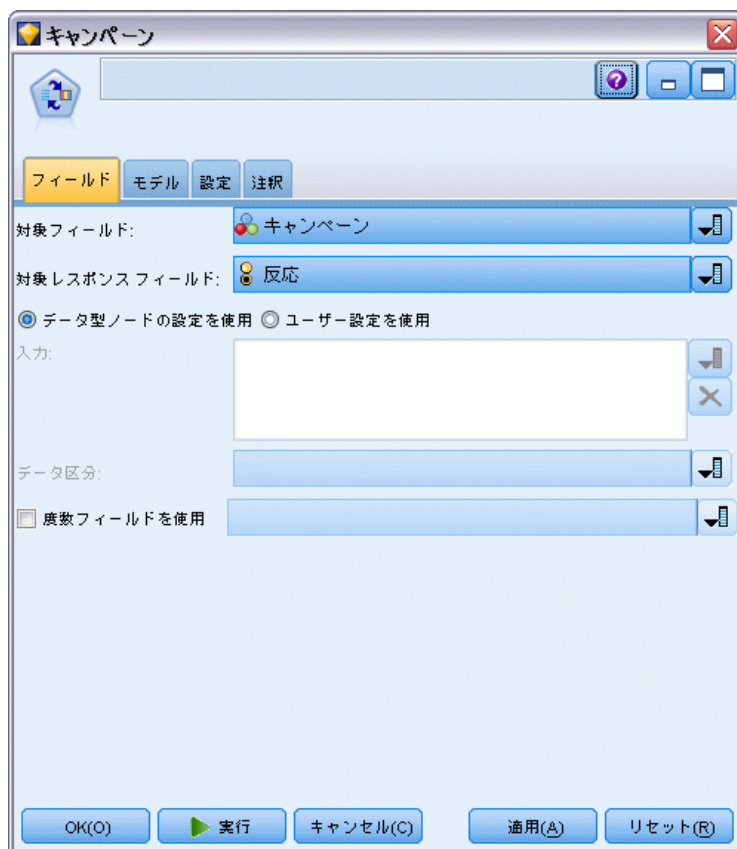 キャンペーン
フィールド モデル 設定 注釈
対象フィールド: キャンペーン
対象レスポンス フィールド: 反応
データ型ノードの設定を使用 ユーザー設定を使用
入力:
データ区分:
度数フィールドを使用
OK(O) 実行 キャンセル(C) 適用(A) リセット(R)